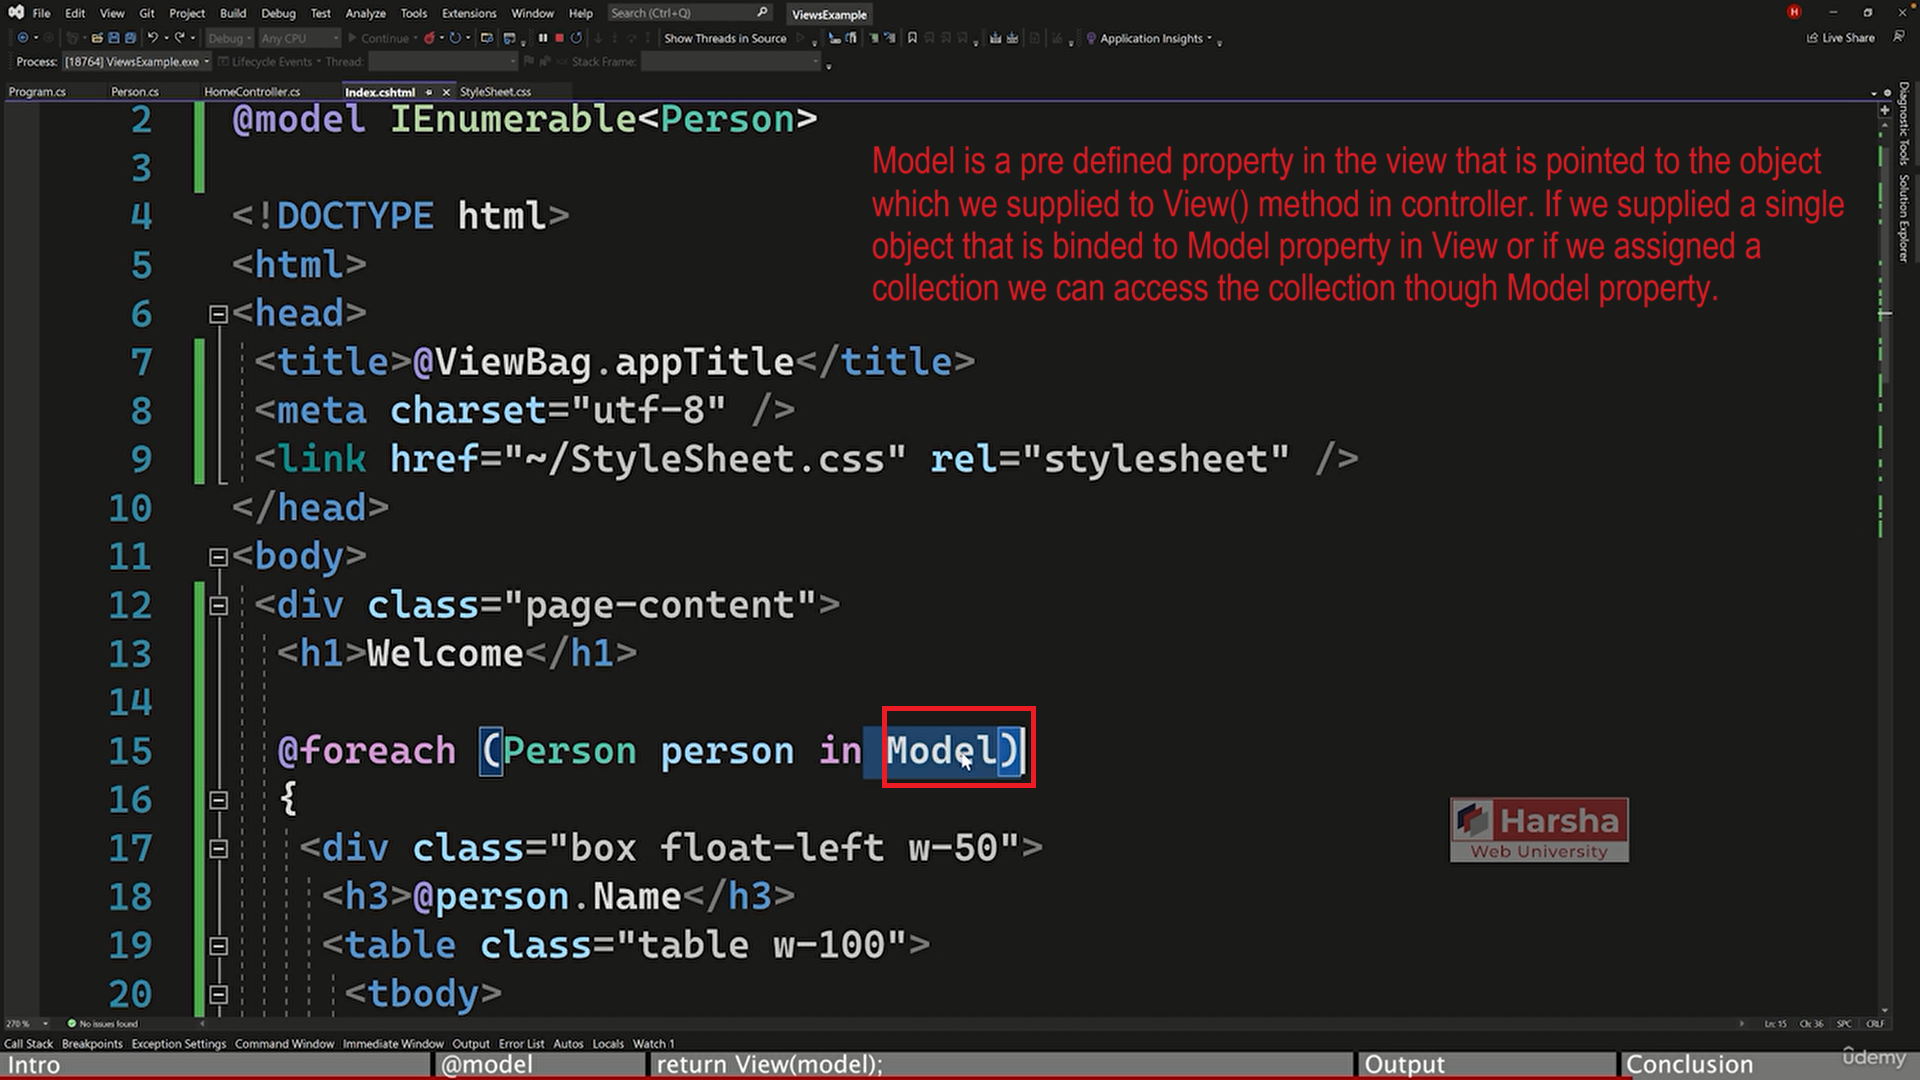 File Edit View Git Project Build Debug Test Analyze Tools Extensions Window Help Search (Ctrl+Q) ViewsExample H
Debug Any CPU Continue Show Threads in Source Application Insights Live Share
Process: [18764] ViewsExample.exe Lifecycle Events Thread: Stack Frame:
Program.cs Person.cs HomeController.cs Index.cshtml StyleSheet.css
Diagnostic Tools
Solution Explorer
2 @model IEnumerable<Person>
3
4 <!DOCTYPE html>
5 <html>
6 <head>
7 <title>@ViewBag.appTitle</title>
8 <meta charset="utf-8" />
9 <link href="~/StyleSheet.css" rel="stylesheet" />
10 </head>
11 <body>
12 <div class="page-content">
13 <h1>Welcome</h1>
14
15 @foreach (Person person in Model)
16 {
17 <div class="box float-left w-50">
18 <h3>@person.Name</h3>
19 <table class="table w-100">
20 <tbody>
Model is a pre defined property in the view that is pointed to the object
which we supplied to View() method in controller. If we supplied a single
object that is binded to Model property in View or if we assigned a
collection we can access the collection though Model property.
Harsha
Web University
270 % No issues found Ln: 15 Ch: 36 SPC CRLF
Call Stack Breakpoints Exception Settings Command Window Immediate Window Output Error List Autos Locals Watch 1
Intro @model return View(model); Output Conclusion
udemy